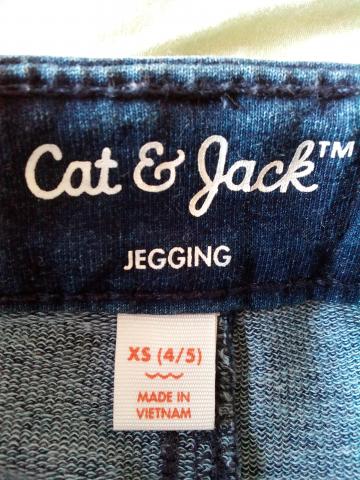 Cat & Jack™
JEGGING
XS (4/5)
MADE IN
VIETNAM